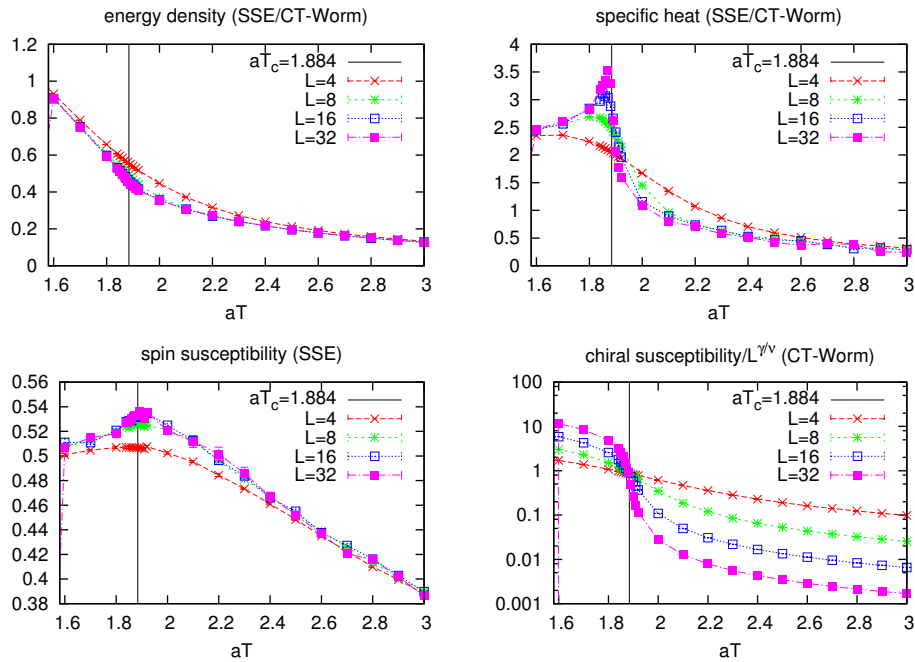 energy density (SSE/CT-Worm)
1.2
1
0.8
0.6
0.4
0.2
0
aT_c=1.884
L=4
L=8
L=16
L=32
1.6 1.8 2 2.2 2.4 2.6 2.8 3
aT
specific heat (SSE/CT-Worm)
4
3.5
3
2.5
2
1.5
1
0.5
0
aT_c=1.884
L=4
L=8
L=16
L=32
1.6 1.8 2 2.2 2.4 2.6 2.8 3
aT
spin susceptibility (SSE)
0.56
0.54
0.52
0.5
0.48
0.46
0.44
0.42
0.4
0.38
aT_c=1.884
L=4
L=8
L=16
L=32
1.6 1.8 2 2.2 2.4 2.6 2.8 3
aT
chiral susceptibility/L^{γ/ν} (CT-Worm)
100
10
1
0.1
0.01
0.001
aT_c=1.884
L=4
L=8
L=16
L=32
1.6 1.8 2 2.2 2.4 2.6 2.8 3
aT